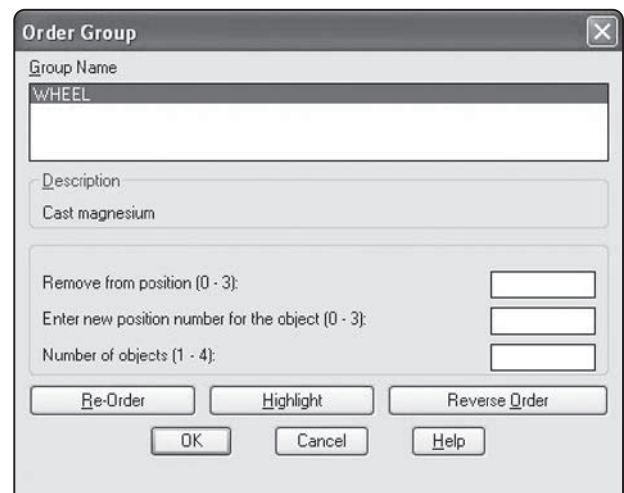 Order Group
Group Name
WHEEL
Description
Cast magnesium
Remove from position (0 - 3):
Enter new position number for the object (0 - 3):
Number of objects (1 - 4):
Re-Order Highlight Reverse Order
OK Cancel Help